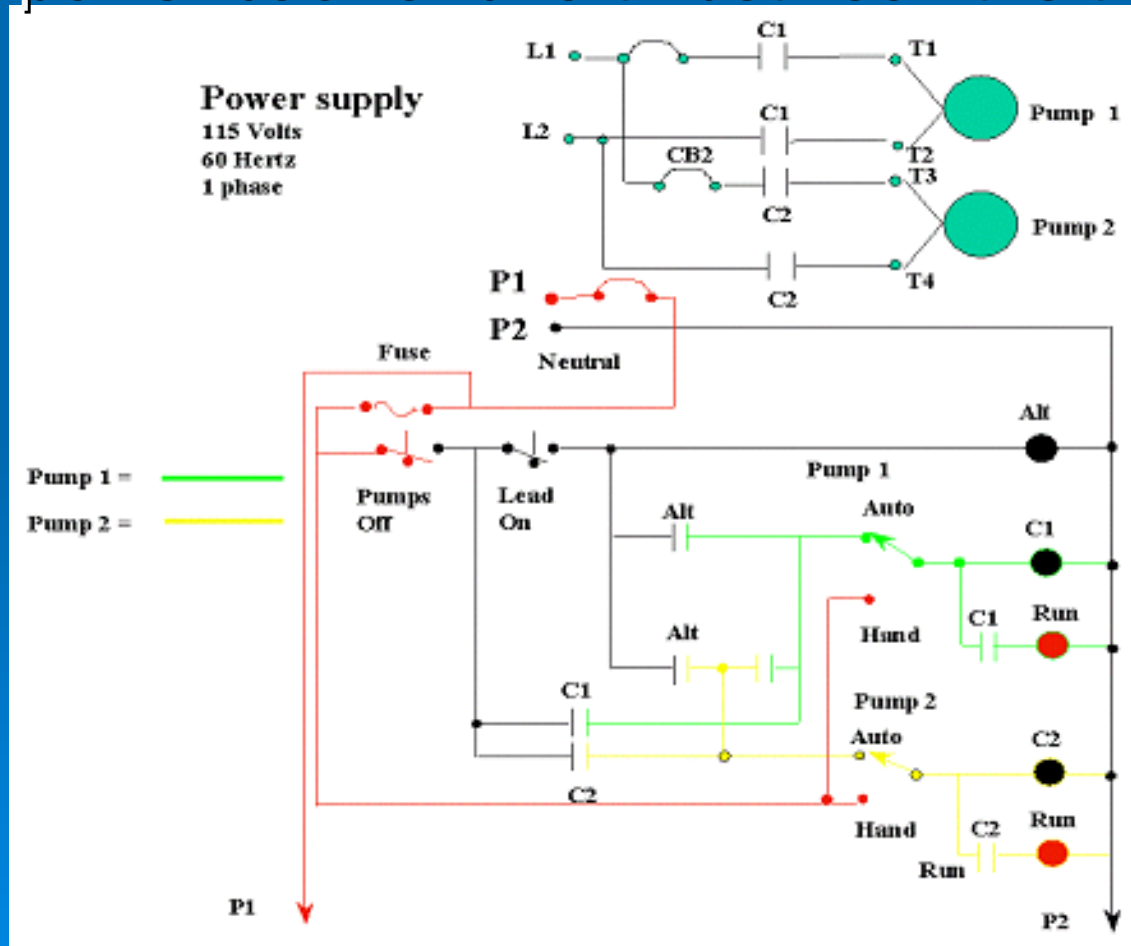 L1
C1
T1
Power supply
115 Volts
60 Hertz
1 phase
Pump 1
L2
C1
T2
CB2
T3
C2
Pump 2
T4
C2
P1
P2
Neutral
Fuse
Alt
Pump 1 =
Pump 2 =
Pumps
Off
Lead
On
Pump 1
Auto
Alt
C1
Hand
C1
Run
Alt
C1
Pump 2
Auto
C2
C2
Hand
C2
Run
Run
P1
P2